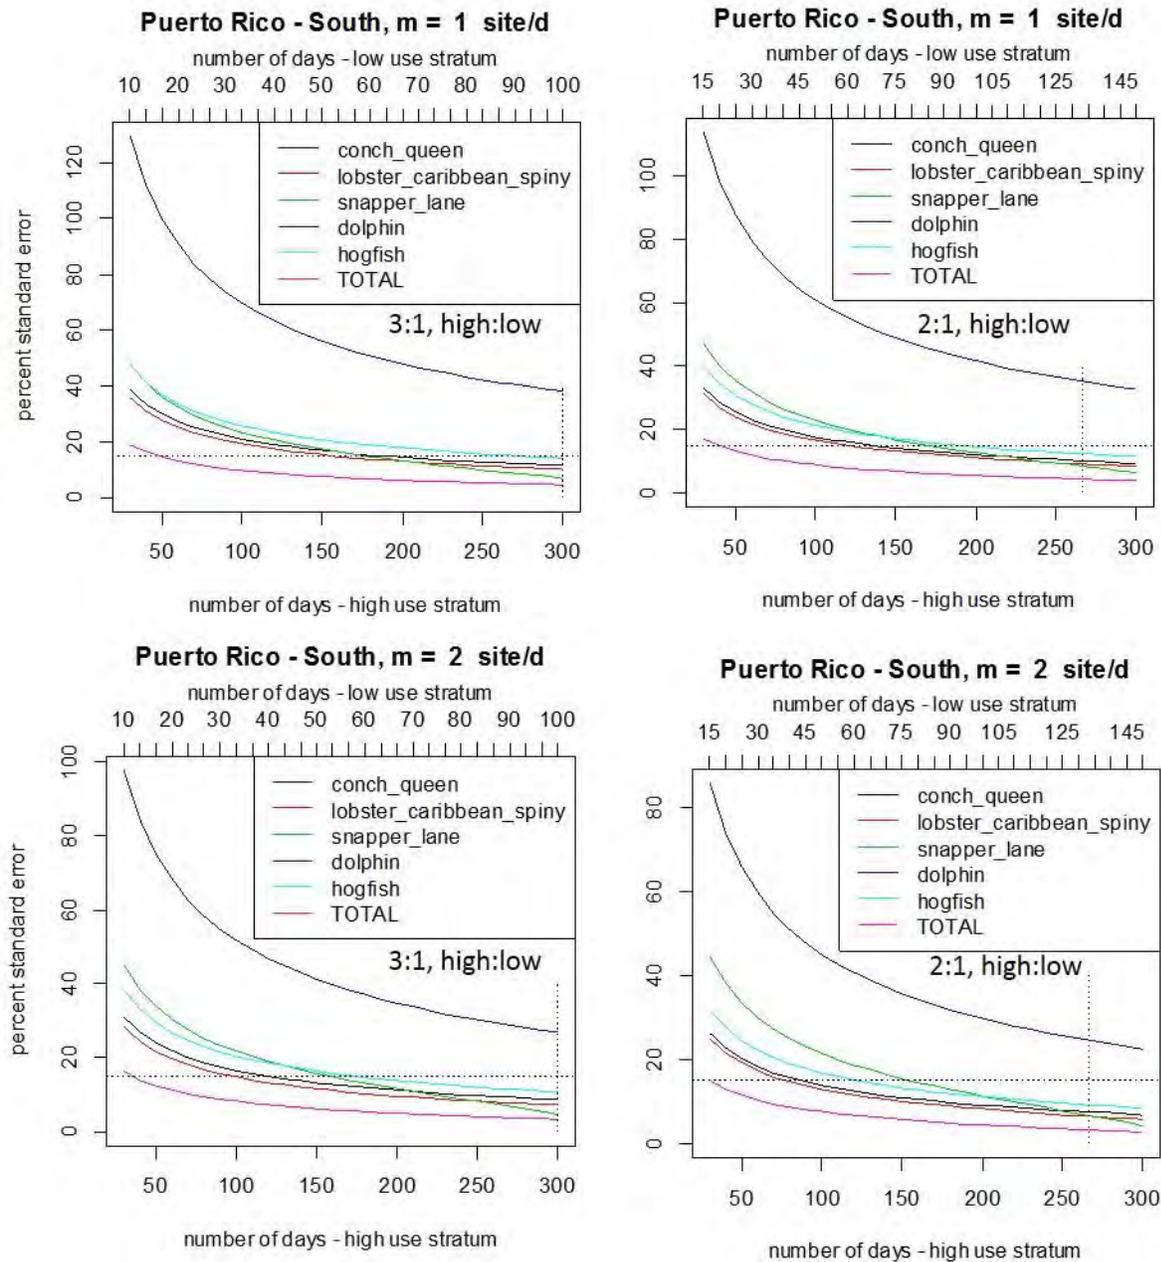 Puerto Rico - South, m = 1 site/d
number of days - low use stratum
10 20 30 40 50 60 70 80 90 100
percent standard error
0 20 40 60 80 100 120
conch_queen
lobster_caribbean_spiny
snapper_lane
dolphin
hogfish
TOTAL
3:1, high:low
50 100 150 200 250 300
number of days - high use stratum
Puerto Rico - South, m = 1 site/d
number of days - low use stratum
15 30 45 60 75 90 105 125 150
0 20 40 60 80 100
conch_queen
lobster_caribbean_spiny
snapper_lane
dolphin
hogfish
TOTAL
2:1, high:low
50 100 150 200 250 300
number of days - high use stratum
Puerto Rico - South, m = 2 site/d
number of days - low use stratum
10 20 30 40 50 60 70 80 90 100
percent standard error
0 20 40 60 80 100
conch_queen
lobster_caribbean_spiny
snapper_lane
dolphin
hogfish
TOTAL
3:1, high:low
50 100 150 200 250 300
number of days - high use stratum
Puerto Rico - South, m = 2 site/d
number of days - low use stratum
15 30 45 60 75 90 105 125 145
0 20 40 60 80
conch_queen
lobster_caribbean_spiny
snapper_lane
dolphin
hogfish
TOTAL
2:1, high:low
50 100 150 200 250 300
number of days - high use stratum